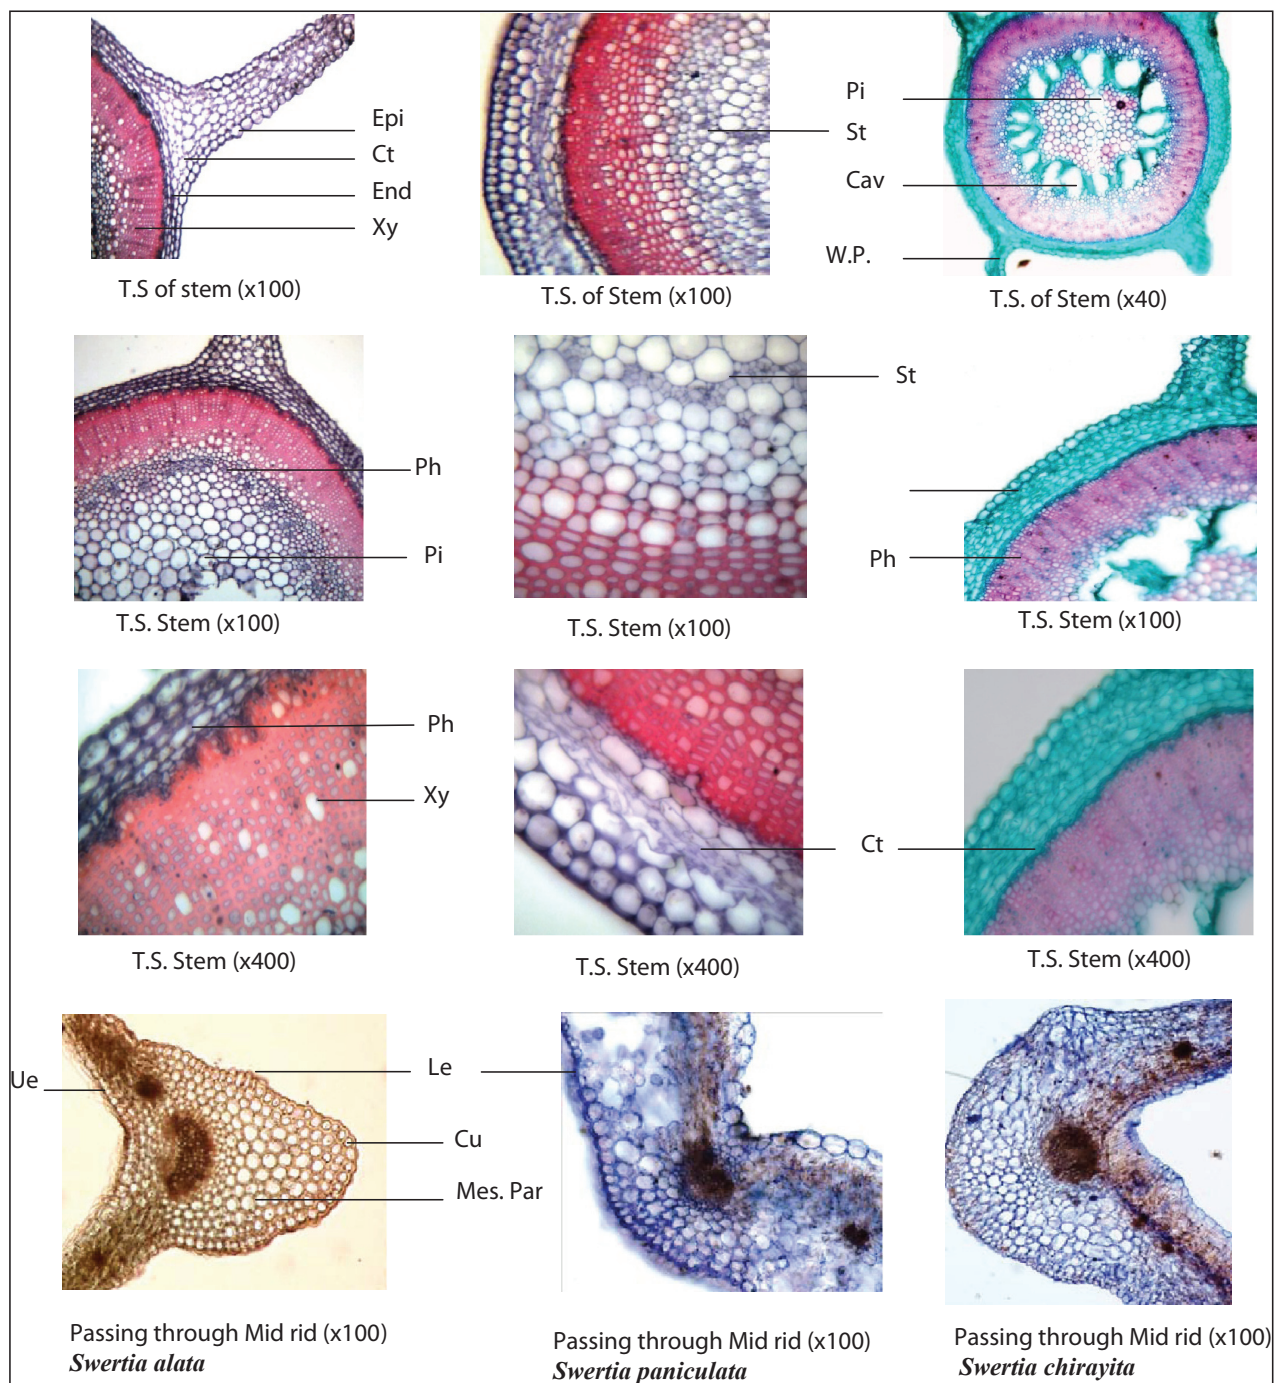 Epi
Ct
End
Xy
Pi
St
Cav
W.P.
T.S of stem (x100)
T.S. of Stem (x100)
T.S. of Stem (x40)
Ph
Pi
St
Ph
T.S. Stem (x100)
T.S. Stem (x100)
T.S. Stem (x100)
Ph
Xy
Ct
T.S. Stem (x400)
T.S. Stem (x400)
T.S. Stem (x400)
Ue
Le
Cu
Mes. Par
Passing through Mid rid (x100)
Swertia alata
Passing through Mid rid (x100)
Swertia paniculata
Passing through Mid rid (x100)
Swertia chirayita